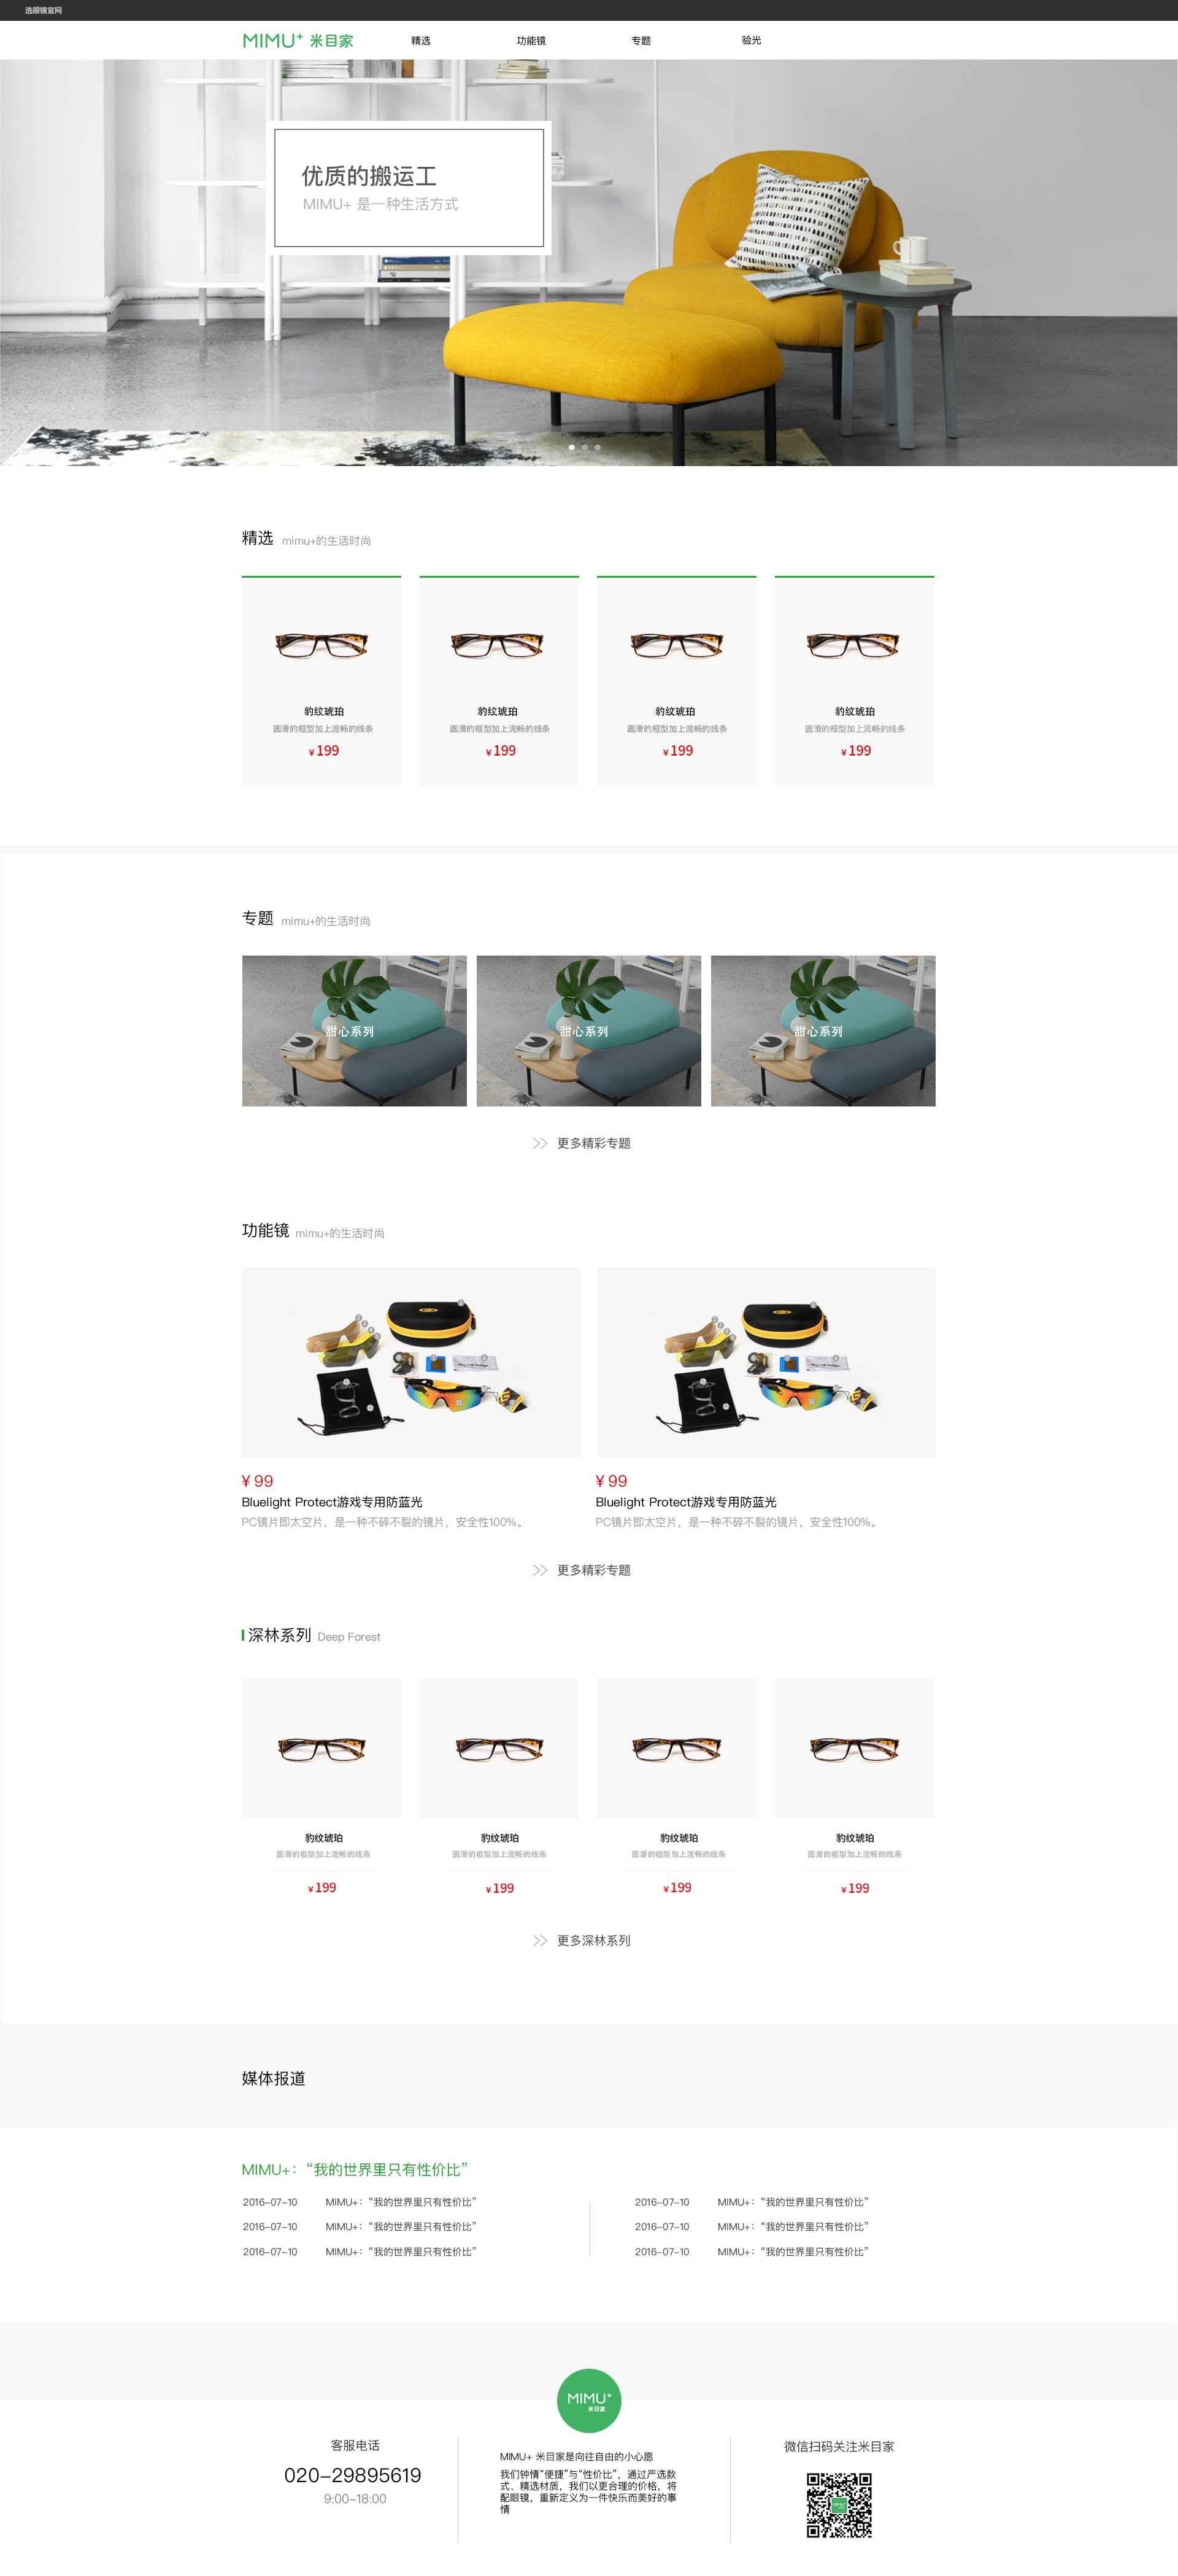 选眼镜官网
MIMU+ 米目家 精选 功能镜 专题 验光
优质的搬运工
MIMU+ 是一种生活方式
精选 mimu+的生活时尚
豹纹琥珀 豹纹琥珀 豹纹琥珀 豹纹琥珀
圆滑的框型加上流畅的线条 圆滑的框型加上流畅的线条 圆滑的框型加上流畅的线条 圆滑的框型加上流畅的线条
¥199 ¥199 ¥199 ¥199
专题 mimu+的生活时尚
甜心系列 甜心系列 甜心系列
更多精彩专题
功能镜 mimu+的生活时尚
¥ 99 ¥ 99
Bluelight Protect游戏专用防蓝光 Bluelight Protect游戏专用防蓝光
PC镜片即太空片，是一种不碎不裂的镜片，安全性100%。 PC镜片即太空片，是一种不碎不裂的镜片，安全性100%。
更多精彩专题
深林系列 Deep Forest
豹纹琥珀 豹纹琥珀 豹纹琥珀 豹纹琥珀
圆滑的框型加上流畅的线条 圆滑的框型加上流畅的线条 圆滑的框型加上流畅的线条 圆滑的框型加上流畅的线条
¥199 ¥199 ¥199 ¥199
更多深林系列
媒体报道
MIMU+：“我的世界里只有性价比”
2016-07-10 MIMU+：“我的世界里只有性价比” 2016-07-10 MIMU+：“我的世界里只有性价比”
2016-07-10 MIMU+：“我的世界里只有性价比” 2016-07-10 MIMU+：“我的世界里只有性价比”
2016-07-10 MIMU+：“我的世界里只有性价比” 2016-07-10 MIMU+：“我的世界里只有性价比”
MIMU+
米目家
客服电话
020-29895619
9:00-18:00
MIMU+ 米目家是向往自由的小心愿
我们钟情“便捷”与“性价比”，通过严选款
式、精选材质，我们以更合理的价格，将
配眼镜，重新定义为一件快乐而美好的事
情
微信扫码关注米目家